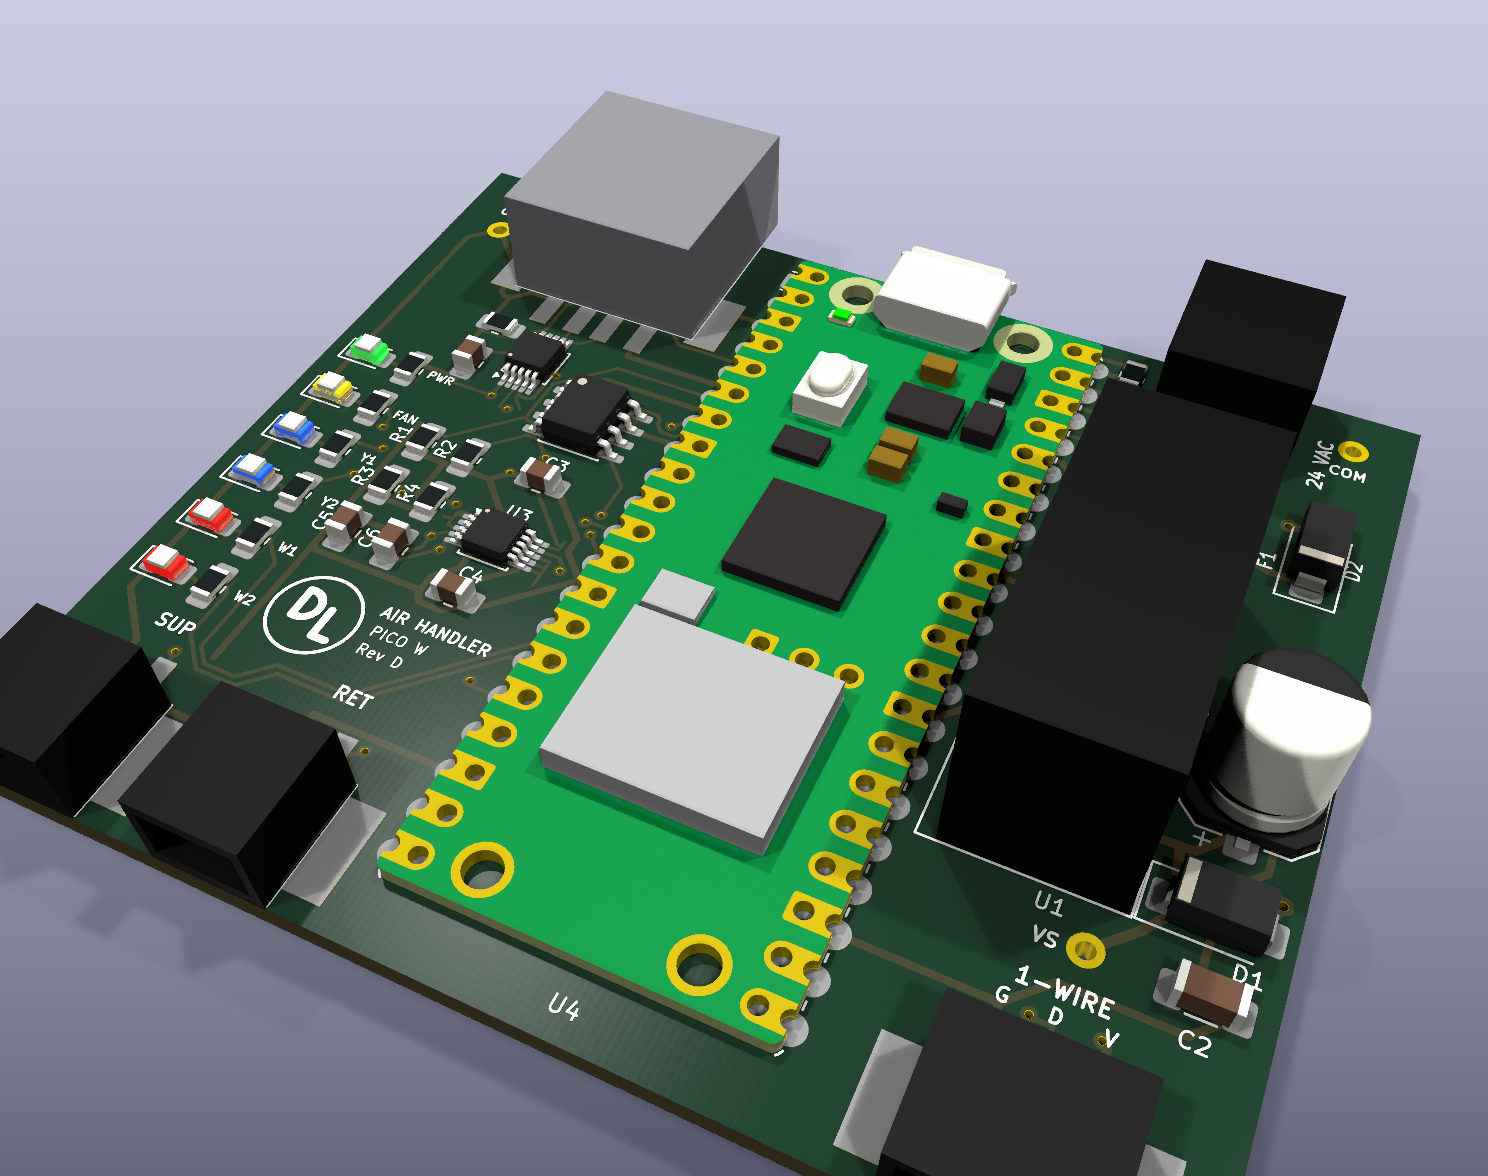 PWR
FAN
R1
R2
Y1
R3
R4
C3
Y2
C5
C6
U3
W1
C4
W2
SUP
DL
AIR HANDLER
PICO W
Rev D
RET
24 VAC
COM
F1
D2
+
U1
VS
D1
1-WIRE
G D V
C2
U4